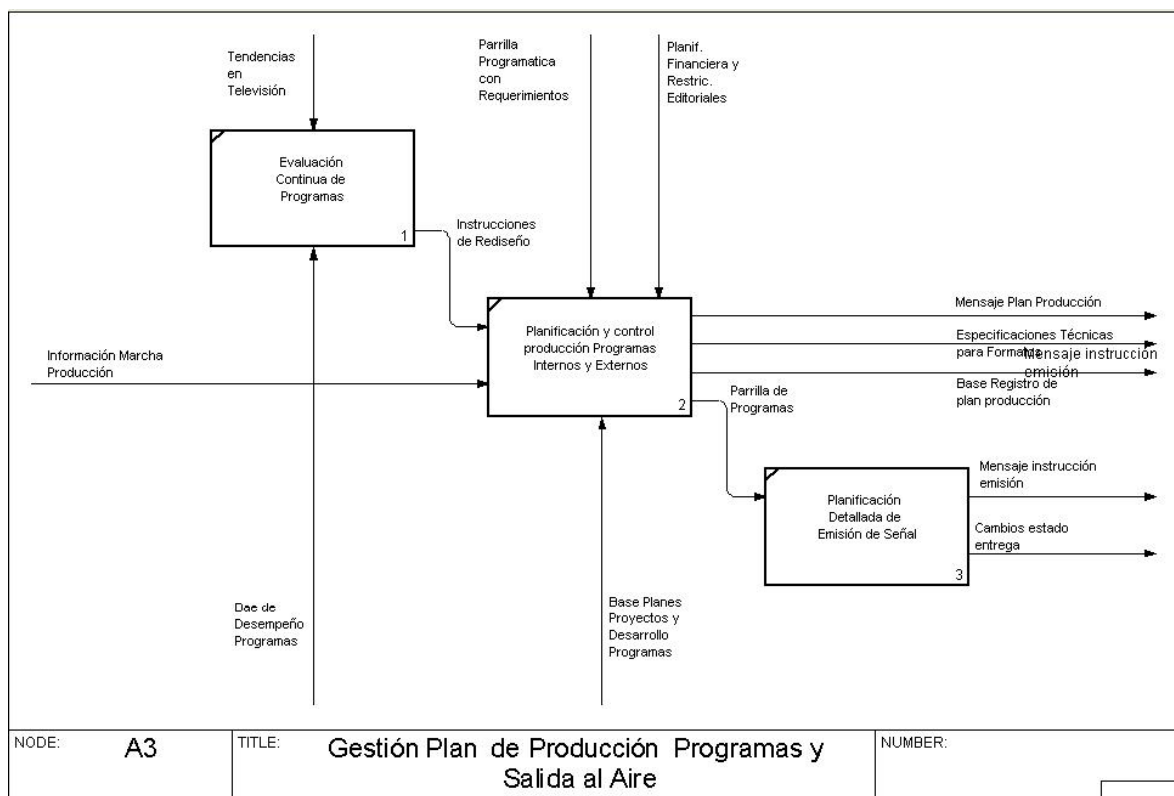 Tendencias
en
Televisión
Parrilla
Programatica
con
Requerimientos
Planif.
Financiera y
Restric.
Editoriales
Evaluación
Continua de
Programas
1
Instrucciones
de Rediseño
Información Marcha
Producción
Planificación y control
producción Programas
Internos y Externos
2
Mensaje Plan Producción
Especificaciones Técnicas
para Formatos
Mensaje instrucción
emisión
Base Registro de
plan producción
Parrilla de
Programas
Planificación
Detallada de
Emisión de Señal
3
Mensaje instrucción
emisión
Cambios estado
entrega
Dae de
Desempeño
Programas
Base Planes
Proyectos y
Desarrollo
Programas
NODE:
A3
TITLE:
Gestión Plan de Producción Programas y
Salida al Aire
NUMBER: